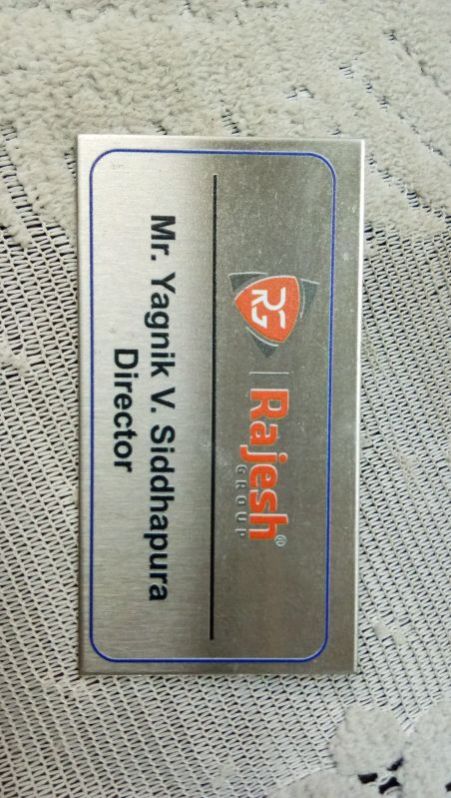 RG
Rajesh®
GROUP
Mr. Yagnik V. Siddhapura
Director